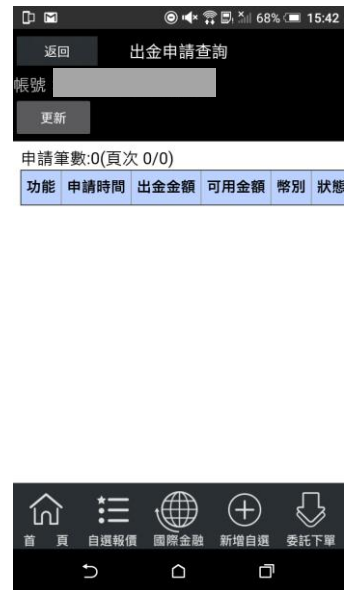 68% 15:42
返回 出金申請查詢
帳號
更新
申請筆數:0(頁次 0/0)
功能 申請時間 出金金額 可用金額 幣別 狀態
首 頁 自選報價 國際金融 新增自選 委託下單